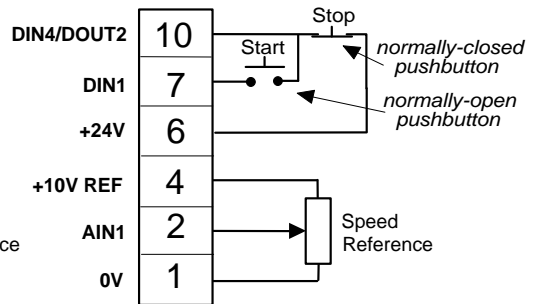 Stop
DIN4/DOUT2 10
Start
normally-closed
pushbutton
DIN1 7
normally-open
pushbutton
+24V 6
+10V REF 4
AIN1 2
Speed
Reference
ce
0V 1